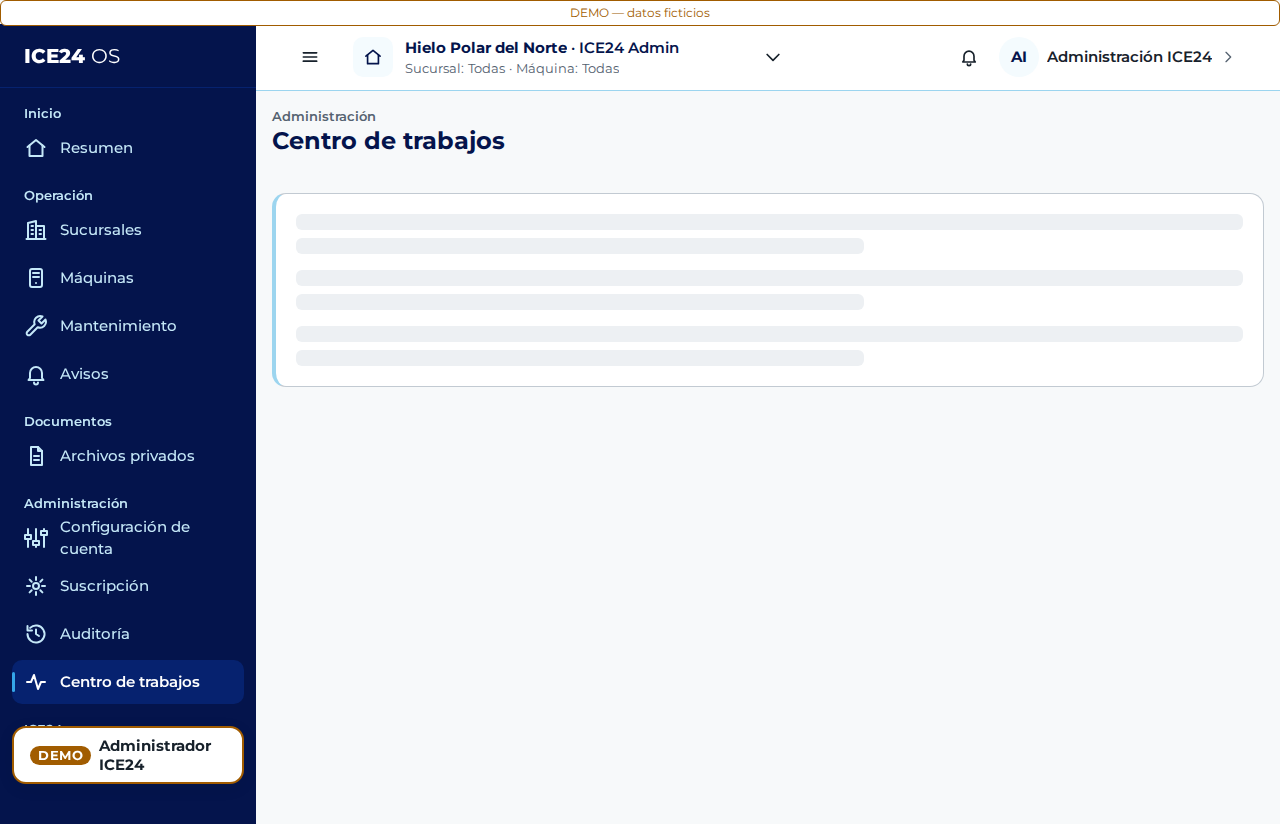 DEMO — datos ficticios
ICE24 OS
Inicio
Resumen
Operación
Sucursales
Máquinas
Mantenimiento
Avisos
Documentos
Archivos privados
Administración
Configuración de
cuenta
Suscripción
Auditoría
Centro de trabajos
DEMO
Administrador
ICE24
Hielo Polar del Norte · ICE24 Admin
Sucursal: Todas · Máquina: Todas
AI
Administración ICE24
Administración
Centro de trabajos